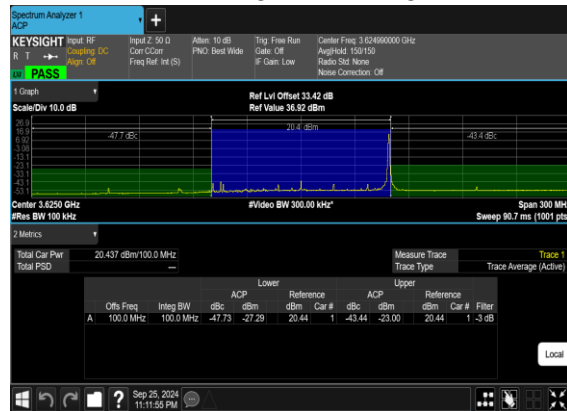 Spectrum Analyzer 1
ACP
+
KEYSIGHT
R T
PASS
Input: RF
Coupling: DC
Align: Off
Input Z: 50 Ω
Corr CCorr
Freq Ref: Int (S)
Atten: 10 dB
PNO: Best Wide
Trig: Free Run
Gate: Off
IF Gain: Low
Center Freq: 3.624990000 GHz
Avg|Hold: 150/150
Radio Std: None
Noise Correction: Off
1 Graph
Scale/Div 10.0 dB
Ref Lvl Offset 33.42 dB
Ref Value 36.92 dBm
26.9
16.9
6.92
-3.08
-13.1
-23.1
-33.1
-43.1
-53.1
-47.7 dBc
20.4 dBm
-43.4 dBc
Center 3.6250 GHz
#Res BW 100 kHz
#Video BW 300.00 kHz*
Span 300 MH
Sweep 90.7 ms (1001 pts
2 Metrics
Total Car Pwr 20.437 dBm/100.0 MHz
Total PSD ---
Measure Trace Trace 1
Trace Type Trace Average (Active)
Lower Upper
ACP Reference ACP Reference
Offs Freq Integ BW dBc dBm dBm Car # dBc dBm dBm Car # Filter
A 100.0 MHz 100.0 MHz -47.73 -27.29 20.44 1 -43.44 -23.00 20.44 1 -3 dB
Local
?
Sep 25, 2024
11:11:55 PM